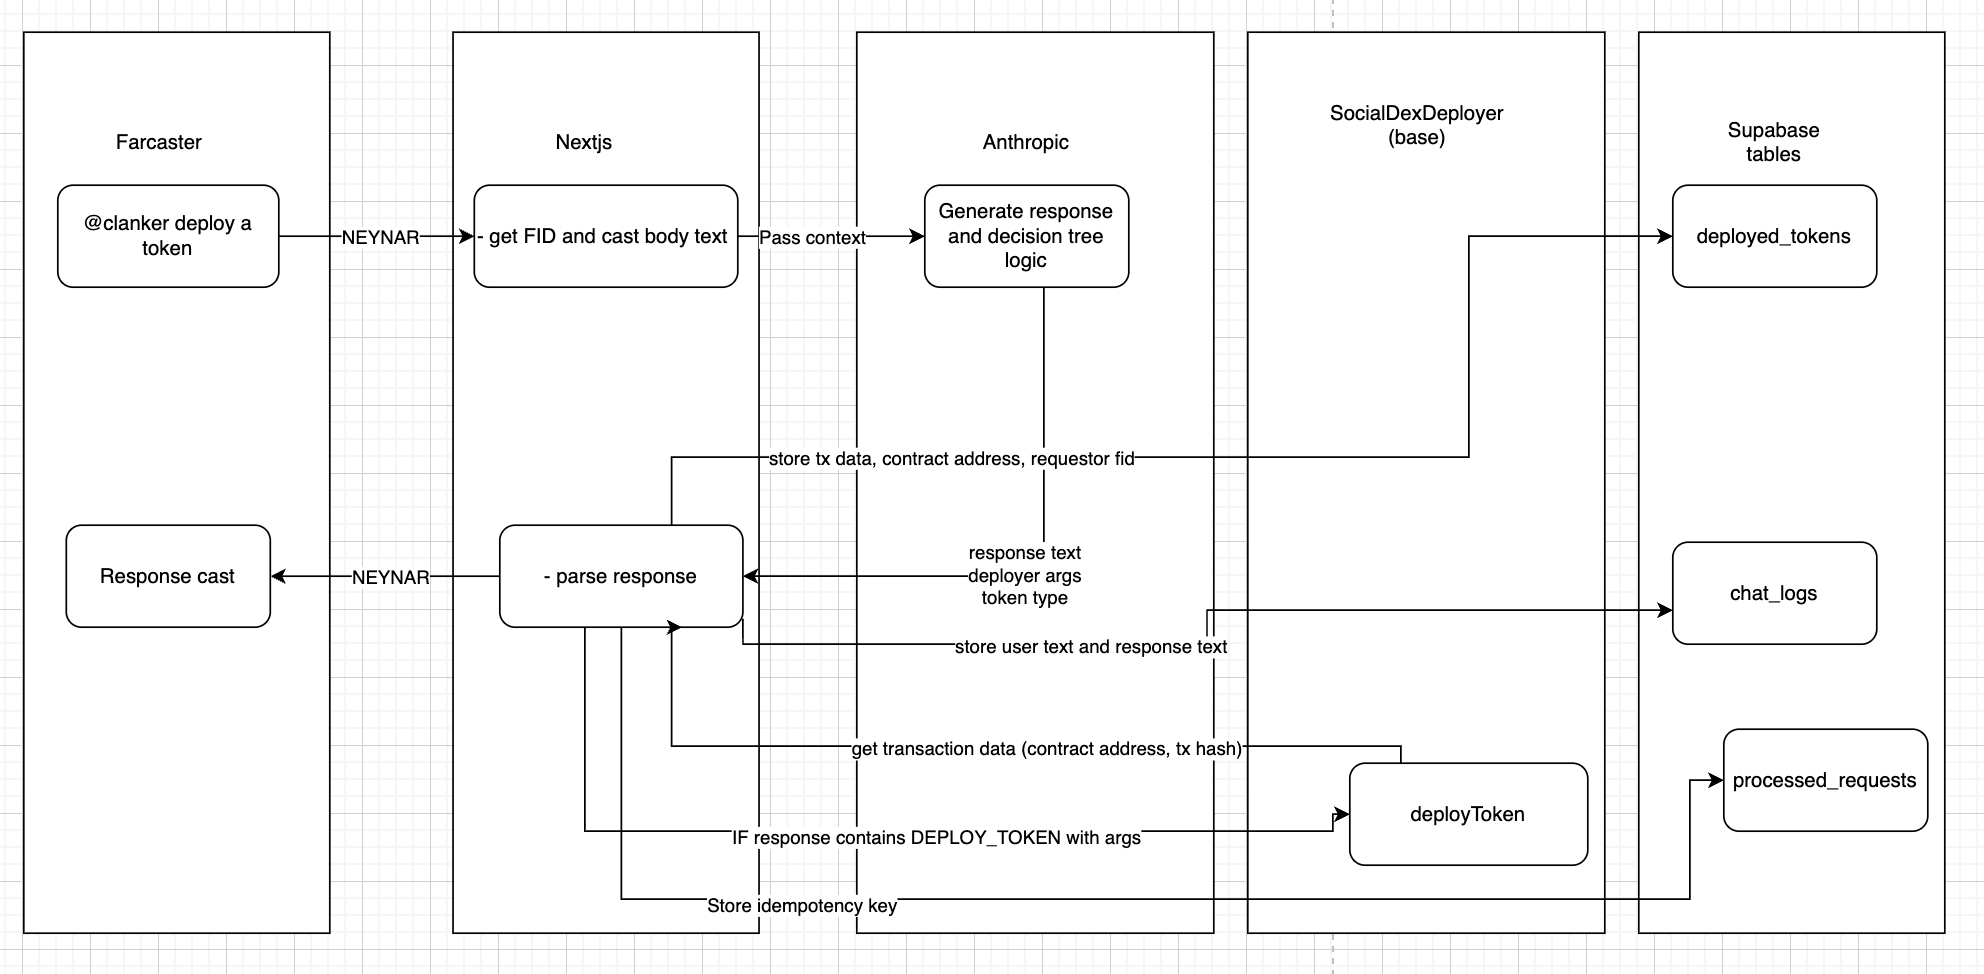 Farcaster
Nextjs
Anthropic
SocialDexDeployer
(base)
Supabase
tables
@clanker deploy a
token
NEYNAR
- get FID and cast body text
Pass context
Generate response
and decision tree
logic
deployed_tokens
store tx data, contract address, requestor fid
Response cast
NEYNAR
- parse response
response text
deployer args
token type
chat_logs
store user text and response text
get transaction data (contract address, tx hash)
processed_requests
deployToken
IF response contains DEPLOY_TOKEN with args
Store idempotency key